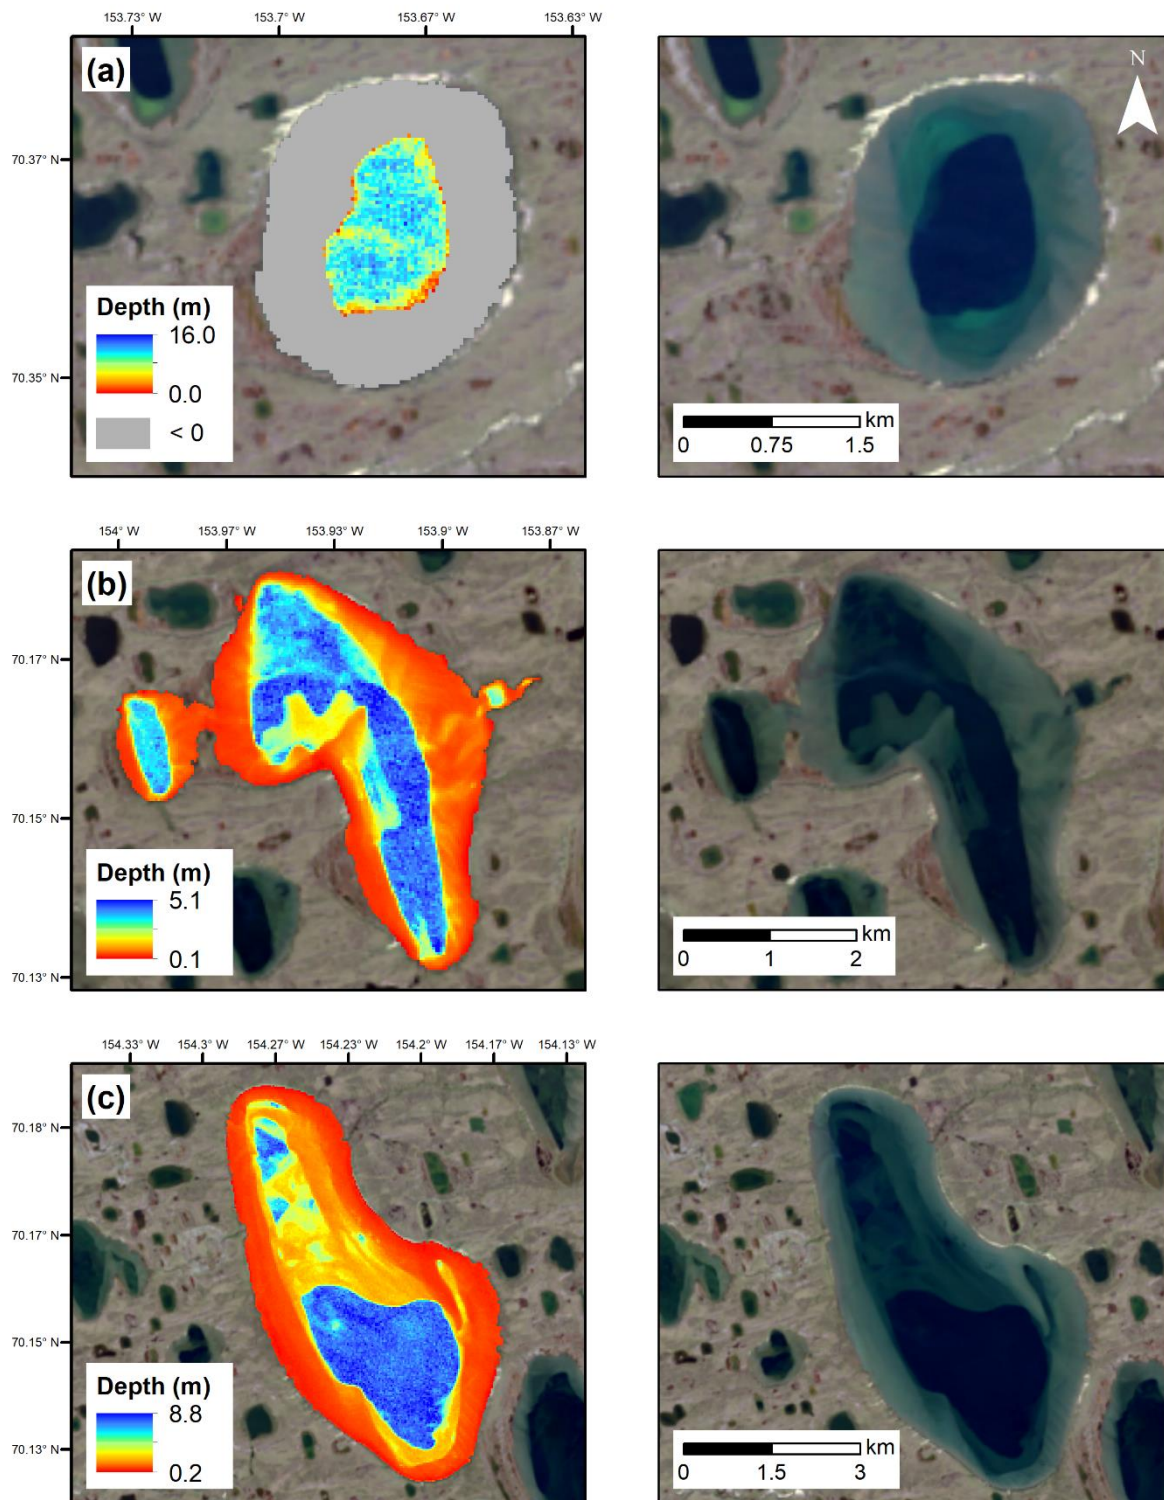 153.73° W 153.7° W 153.67° W 153.63° W
(a)
N
70.37° N
70.35° N
Depth (m)
16.0
0.0
< 0
km
0 0.75 1.5
154° W 153.97° W 153.93° W 153.9° W 153.87° W
(b)
70.17° N
70.15° N
70.13° N
Depth (m)
5.1
0.1
km
0 1 2
154.33° W 154.3° W 154.27° W 154.23° W 154.2° W 154.17° W 154.13° W
(c)
70.18° N
70.17° N
70.15° N
70.13° N
Depth (m)
8.8
0.2
km
0 1.5 3